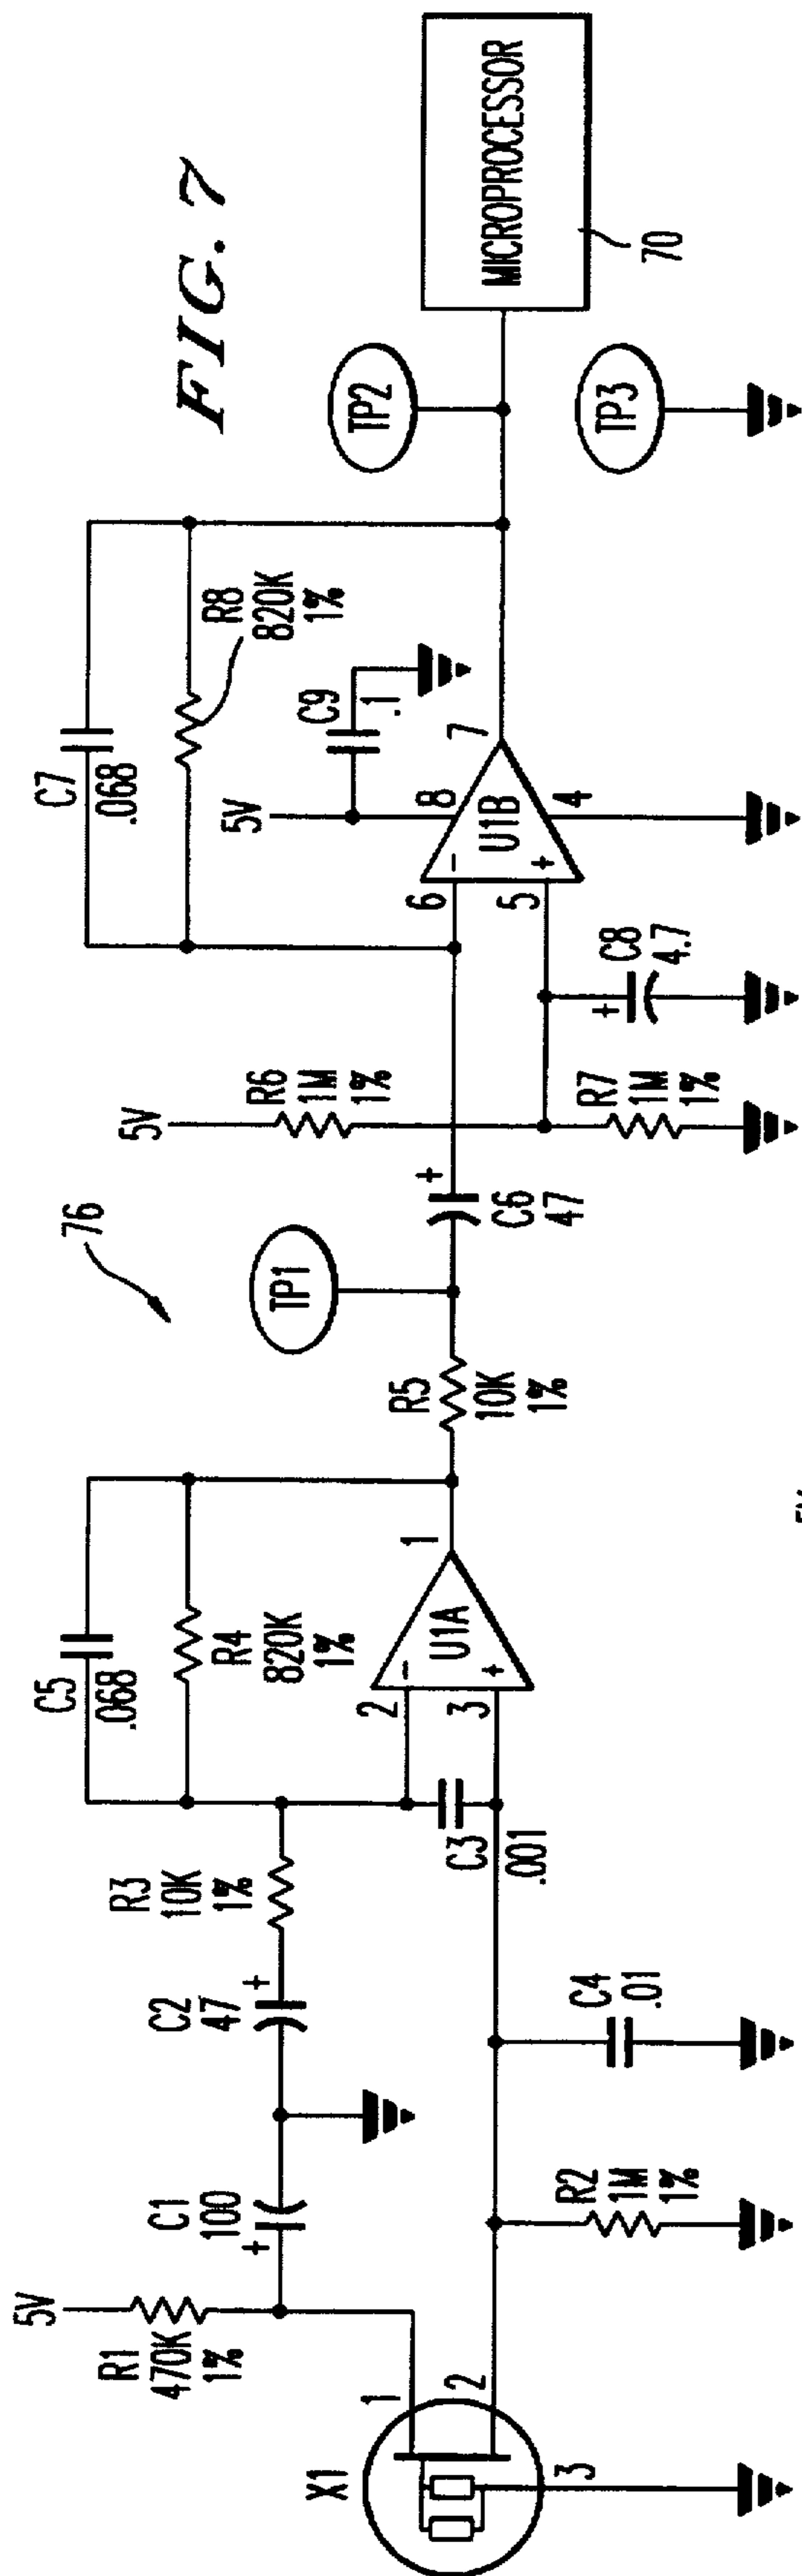 FIG. 7
76
5V
R1
470K
1%
X1
1
2
3
C1
100
+
C2
47
+
R3
10K
1%
R2
1M
1%
C4
.01
C3
.001
C5
.068
R4
820K
1%
2
3
-
+
U1A
1
R5
10K
1%
TP1
C6
47
+
5V
R6
1M
1%
R7
1M
1%
C8
4.7
+
C7
.068
R8
820K
1%
5V
C9
.1
6
5
-
+
U1B
8
4
7
TP2
TP3
MICROPROCESSOR
70